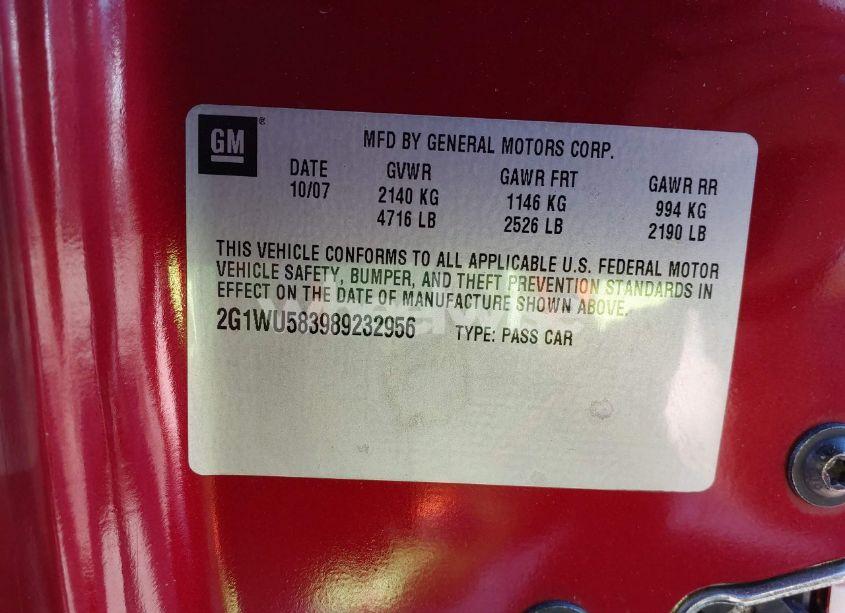 GM ®
MFD BY GENERAL MOTORS CORP.
DATE GVWR GAWR FRT GAWR RR
10/07 2140 KG 1146 KG 994 KG
4716 LB 2526 LB 2190 LB
THIS VEHICLE CONFORMS TO ALL APPLICABLE U.S. FEDERAL MOTOR
VEHICLE SAFETY, BUMPER, AND THEFT PREVENTION STANDARDS IN
EFFECT ON THE DATE OF MANUFACTURE SHOWN ABOVE.
2G1WU583989232956 TYPE: PASS CAR